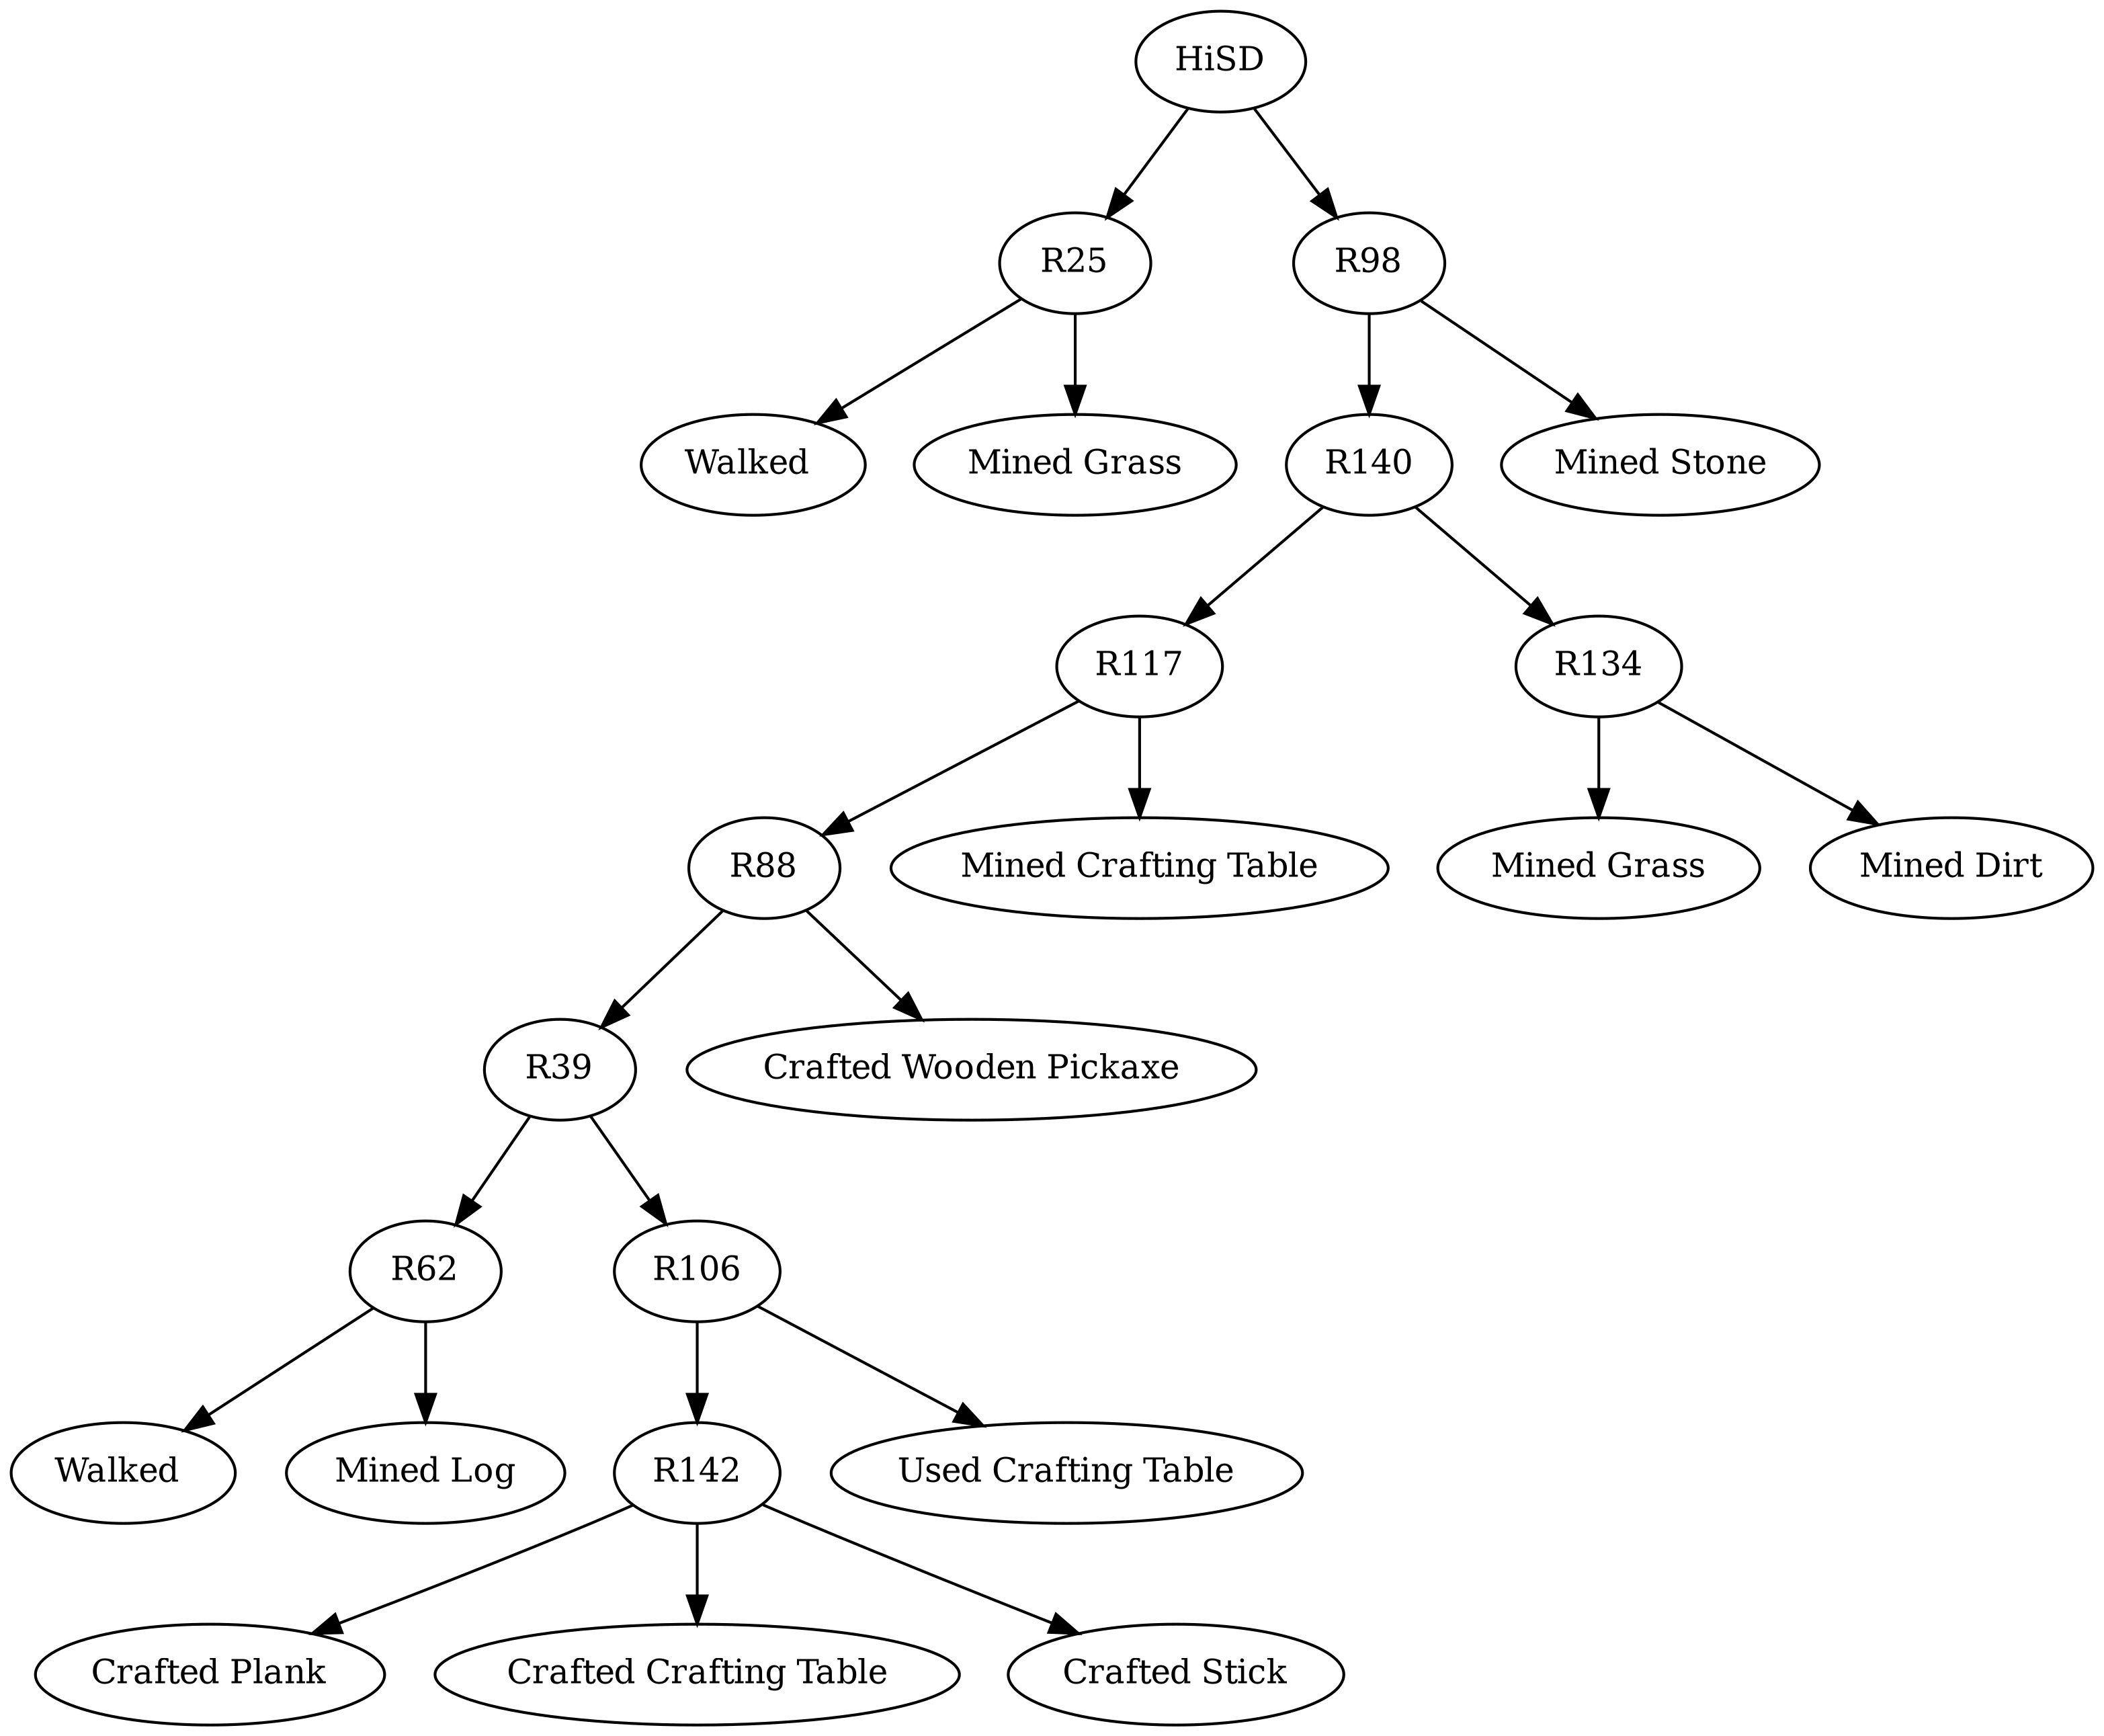 HiSD
R25
R98
Walked
Mined Grass
R140
Mined Stone
R117
R134
R88
Mined Crafting Table
Mined Grass
Mined Dirt
R39
Crafted Wooden Pickaxe
R62
R106
Walked
Mined Log
R142
Used Crafting Table
Crafted Plank
Crafted Crafting Table
Crafted Stick